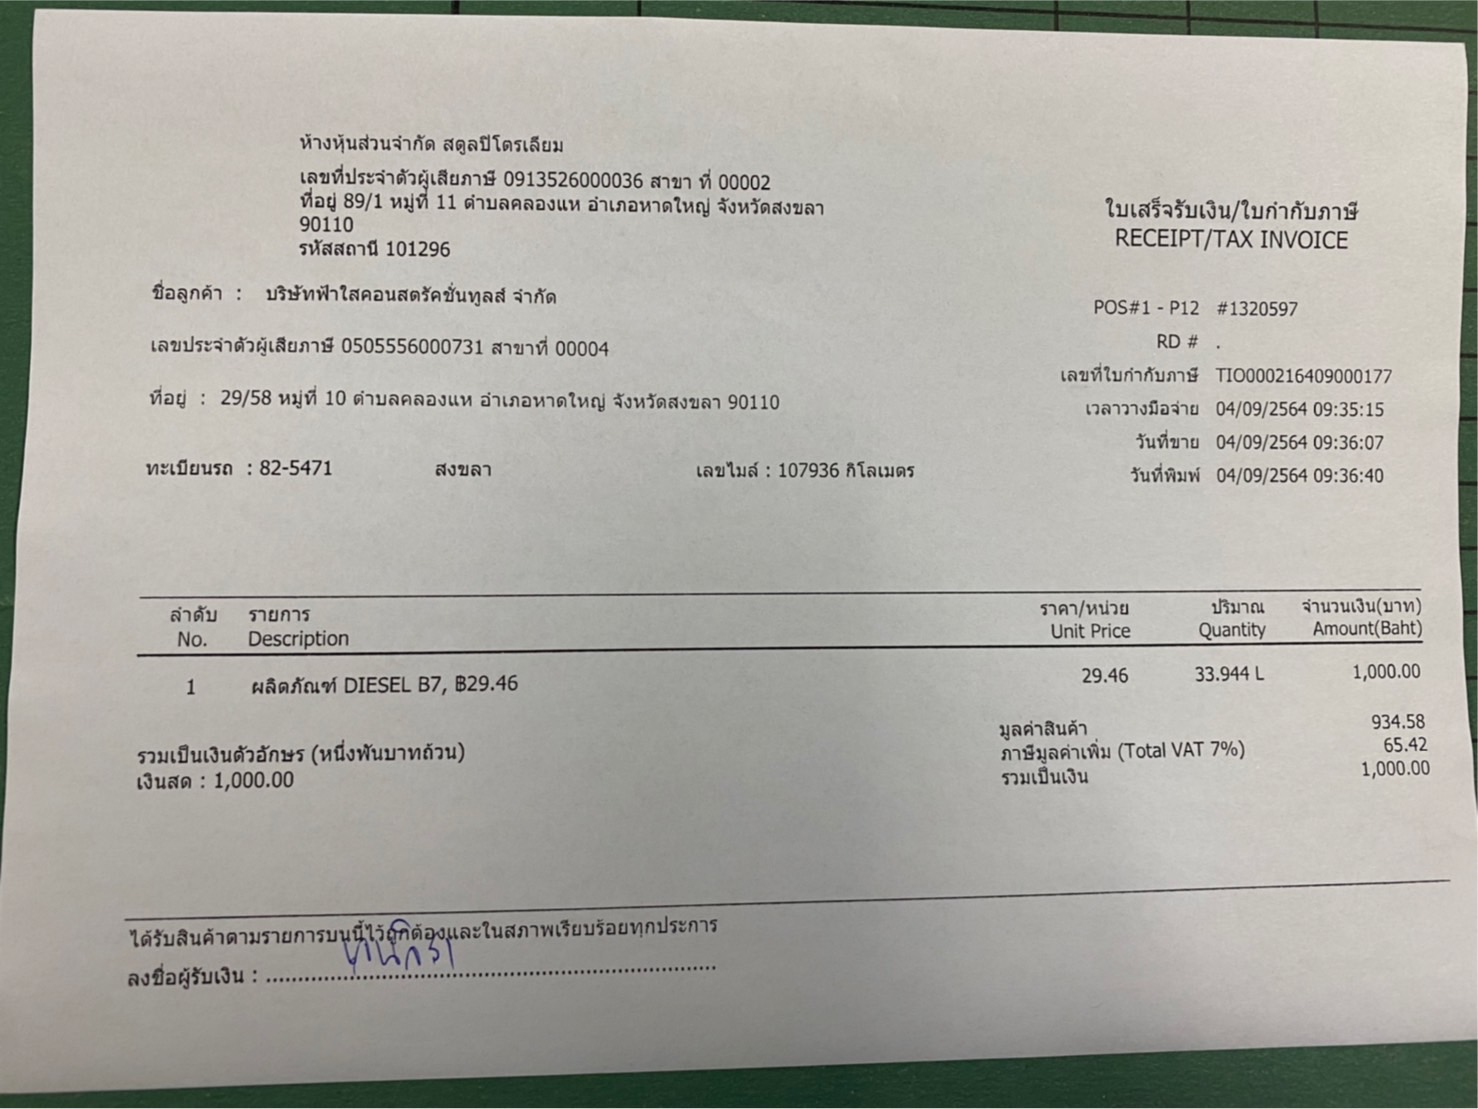 ห้างหุ้นส่วนจำกัด สตูลปิโตรเลียม
เลขที่ประจำตัวผู้เสียภาษี 0913526000036 สาขา ที่ 00002
ที่อยู่ 89/1 หมู่ที่ 11 ตำบลคลองแห อำเภอหาดใหญ่ จังหวัดสงขลา
90110
รหัสสถานี 101296
ใบเสร็จรับเงิน/ใบกำกับภาษี
RECEIPT/TAX INVOICE
ชื่อลูกค้า : บริษัทฟ้าใสคอนสตรัคชั่นทูลส์ จำกัด
POS#1 - P12 #1320597
RD # .
เลขประจำตัวผู้เสียภาษี 0505556000731 สาขาที่ 00004
เลขที่ใบกำกับภาษี TIO000216409000177
ที่อยู่ : 29/58 หมู่ที่ 10 ตำบลคลองแห อำเภอหาดใหญ่ จังหวัดสงขลา 90110
เวลาวางมือจ่าย 04/09/2564 09:35:15
วันที่ขาย 04/09/2564 09:36:07
ทะเบียนรถ : 82-5471 สงขลา เลขไมล์ : 107936 กิโลเมตร
วันที่พิมพ์ 04/09/2564 09:36:40
ลำดับ รายการ ราคา/หน่วย ปริมาณ จำนวนเงิน(บาท)
No. Description Unit Price Quantity Amount(Baht)
1 ผลิตภัณฑ์ DIESEL B7, ฿29.46 29.46 33.944 L 1,000.00
มูลค่าสินค้า 934.58
รวมเป็นเงินตัวอักษร (หนึ่งพันบาทถ้วน) ภาษีมูลค่าเพิ่ม (Total VAT 7%) 65.42
เงินสด : 1,000.00 รวมเป็นเงิน 1,000.00
ได้รับสินค้าตามรายการบนนี้ไว้ถูกต้องและในสภาพเรียบร้อยทุกประการ
ลงชื่อผู้รับเงิน :